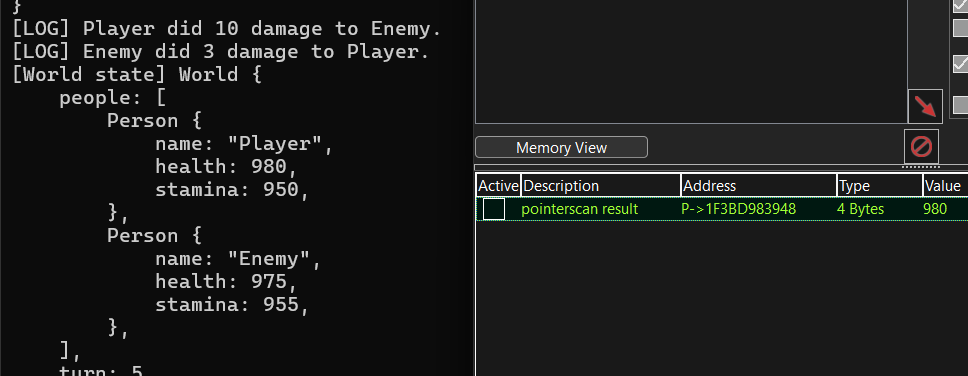 }
[LOG] Player did 10 damage to Enemy.
[LOG] Enemy did 3 damage to Player.
[World state] World {
people: [
Person {
name: "Player",
health: 980,
stamina: 950,
},
Person {
name: "Enemy",
health: 975,
stamina: 955,
},
],
turn: 5
Memory View
Active Description Address Type Value
pointerscan result P->1F3BD983948 4 Bytes 980